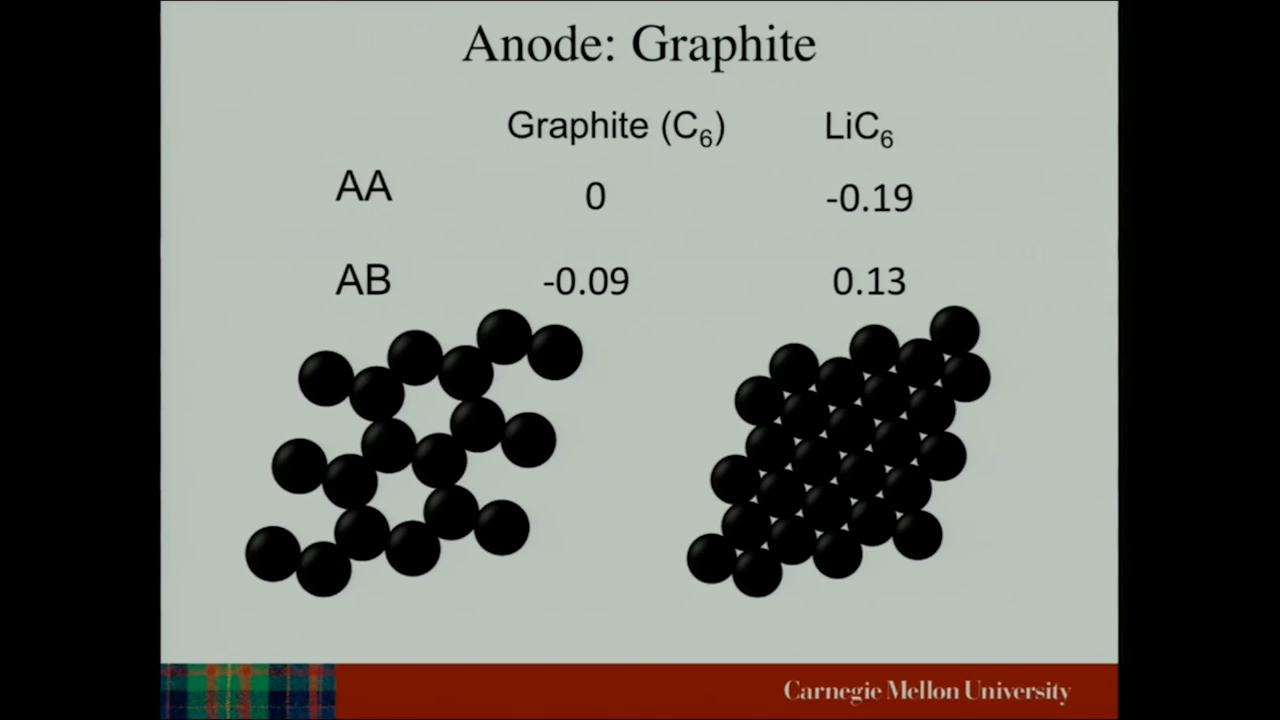 Anode: Graphite
Graphite (C₆) LiC₆
AA 0 -0.19
AB -0.09 0.13
Carnegie Mellon University